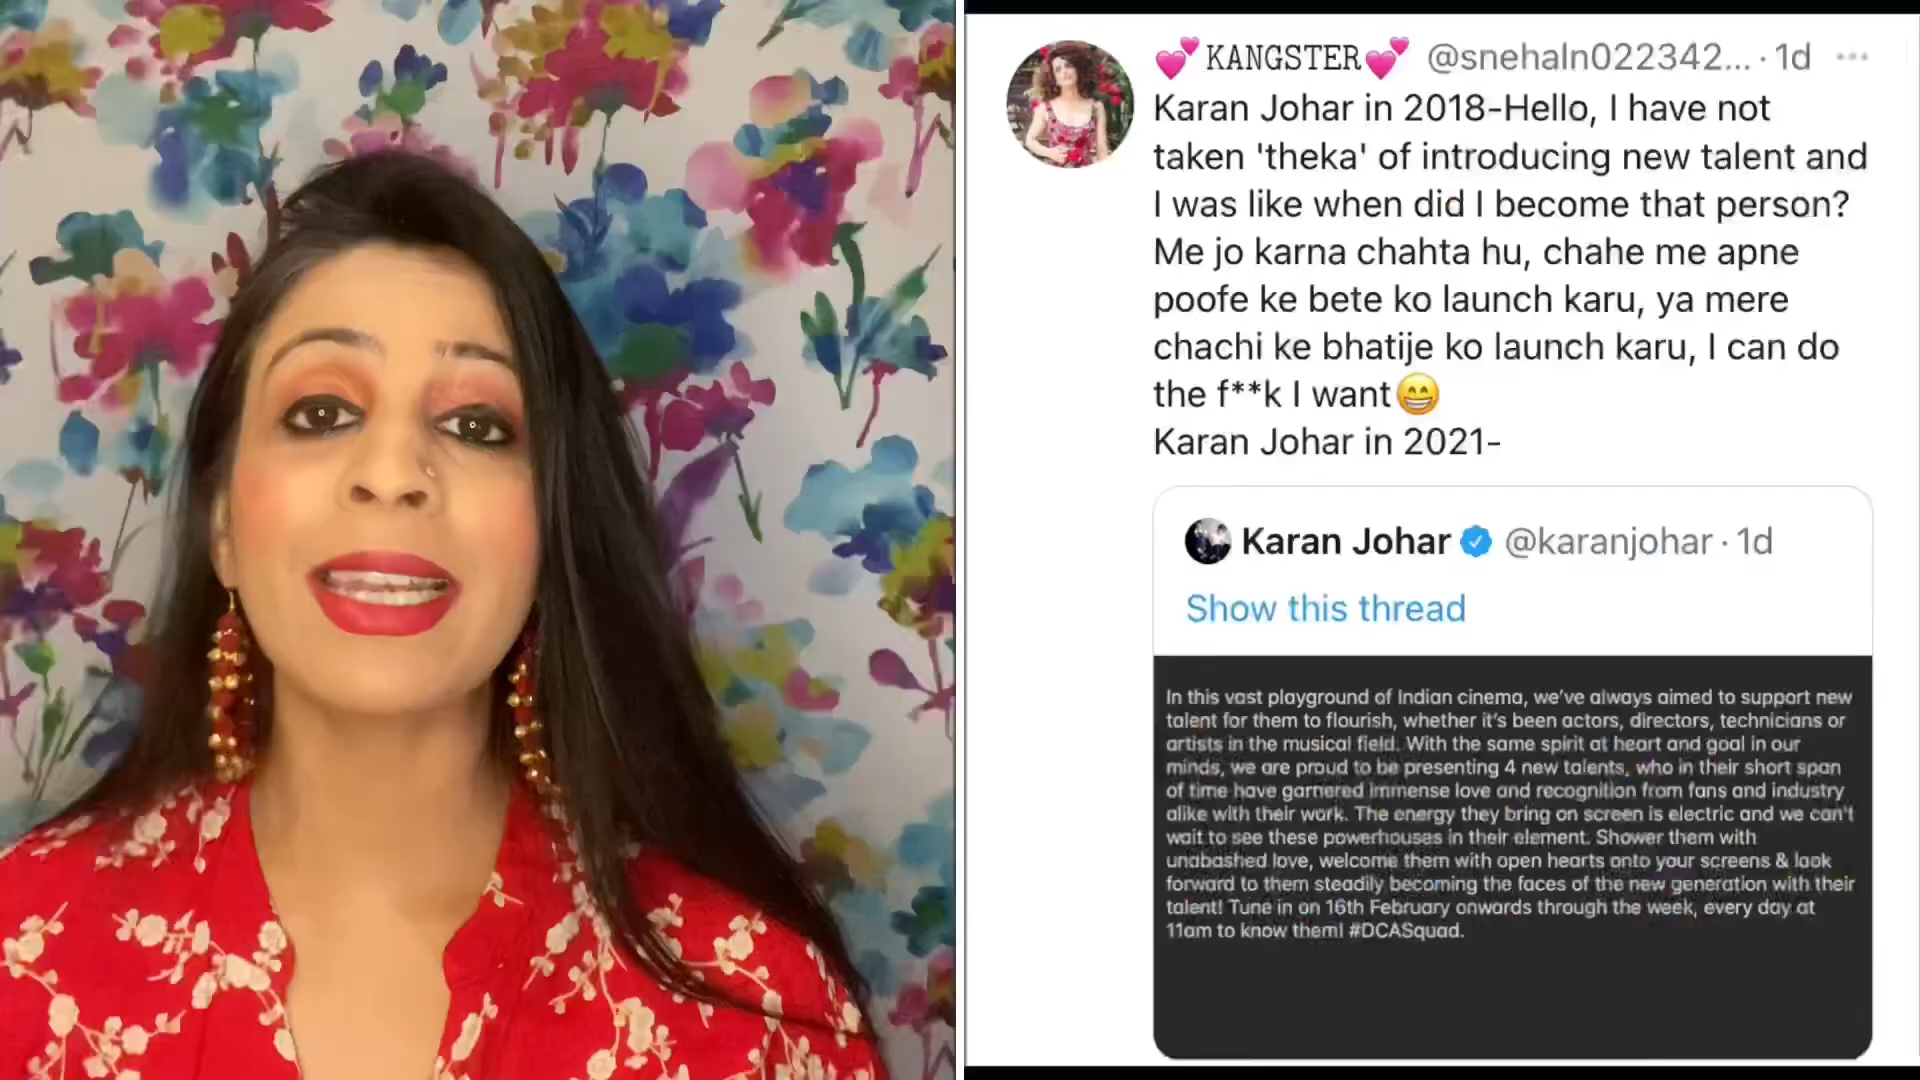 💕KANGSTER💕 @snehaln022342... · 1d ...
Karan Johar in 2018-Hello, I have not
taken 'theka' of introducing new talent and
I was like when did I become that person?
Me jo karna chahta hu, chahe me apne
poofe ke bete ko launch karu, ya mere
chachi ke bhatije ko launch karu, I can do
the f**k I want😁
Karan Johar in 2021-
Karan Johar @karanjohar · 1d
Show this thread
In this vast playground of Indian cinema, we've always aimed to support new
talent for them to flourish, whether it's been actors, directors, technicians or
artists in the musical field. With the same spirit at heart and goal in our
minds, we are proud to be presenting 4 new talents, who in their short span
of time have garnered immense love and recognition from fans and industry
alike with their work. The energy they bring on screen is electric and we can't
wait to see these powerhouses in their element. Shower them with
unabashed love, welcome them with open hearts onto your screens & look
forward to them steadily becoming the faces of the new generation with their
talent! Tune in on 16th February onwards through the week, every day at
11am to know them! #DCASquad.